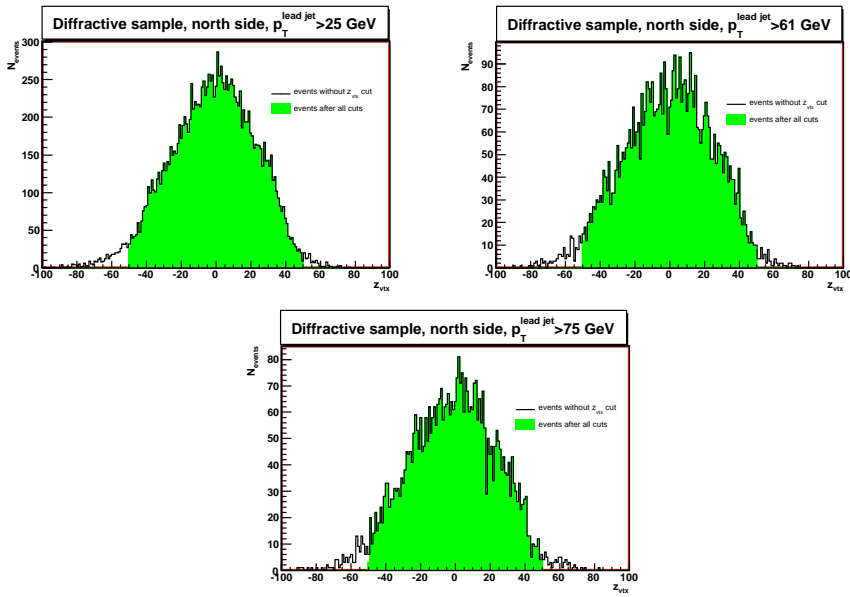 Diffractive sample, north side, p_T^lead jet >25 GeV
N_events
300
250
200
150
100
50
0
events without z_vtx cut
events after all cuts
-100 -80 -60 -40 -20 0 20 40 60 80 100
z_vtx
Diffractive sample, north side, p_T^lead jet >61 GeV
N_events
90
80
70
60
50
40
30
20
10
0
events without z_vtx cut
events after all cuts
-100 -80 -60 -40 -20 0 20 40 60 80 100
z_vtx
Diffractive sample, north side, p_T^lead jet >75 GeV
N_events
80
70
60
50
40
30
20
10
0
events without z_vtx cut
events after all cuts
-100 -80 -60 -40 -20 0 20 40 60 80 100
z_vtx